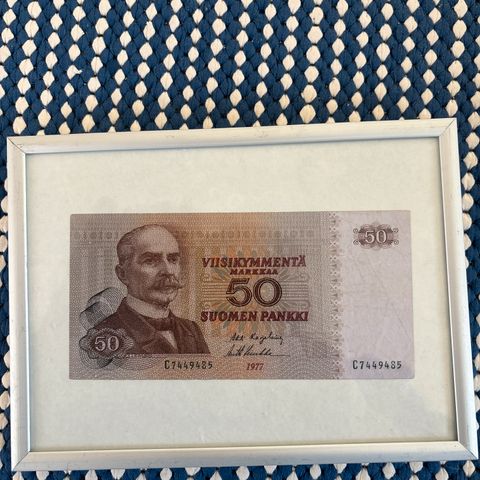 50
VIISIKYMMENTÄ
MARKKAA
50
SUOMEN PANKKI
50
C7449485
1977
C7449485